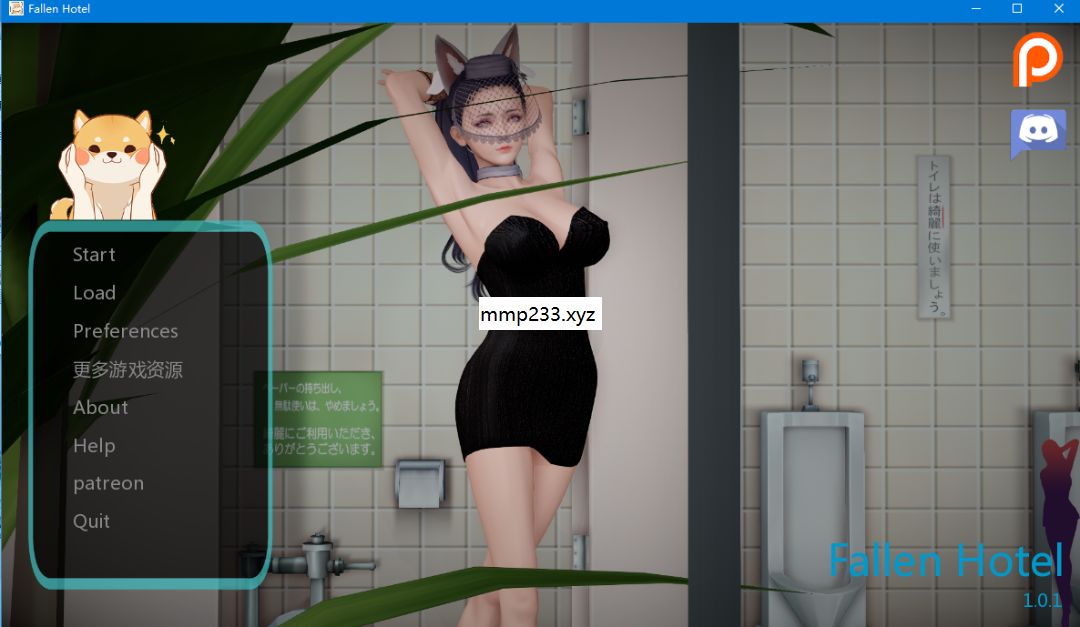 Fallen Hotel
Start
Load
Preferences
更多游戏资源
About
Help
patreon
Quit
mmp233.xyz
トイレは綺麗に使いましょう。
ペーパーの持ち出し、
無駄使いは、やめましょう。
綺麗にご利用いただき、
ありがとうございます。
Fallen Hotel
1.0.1